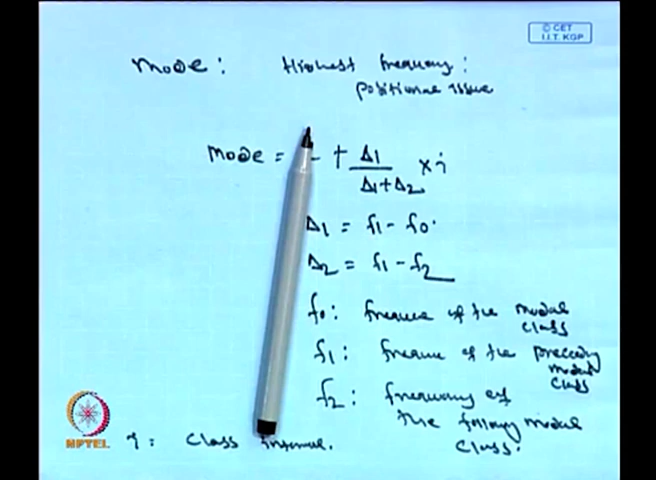 © CET
I.I.T. KGP
Mode: Highest frequency:
positional issue
Mode = + Δ1 / Δ1+Δ2 × i
Δ1 = f1 - f0
Δ2 = f1 - f2
f0: of the modal
class
f1: of the preceding
modal
class
f2: frequency of
the following modal
class.
i: class interval.
NPTEL